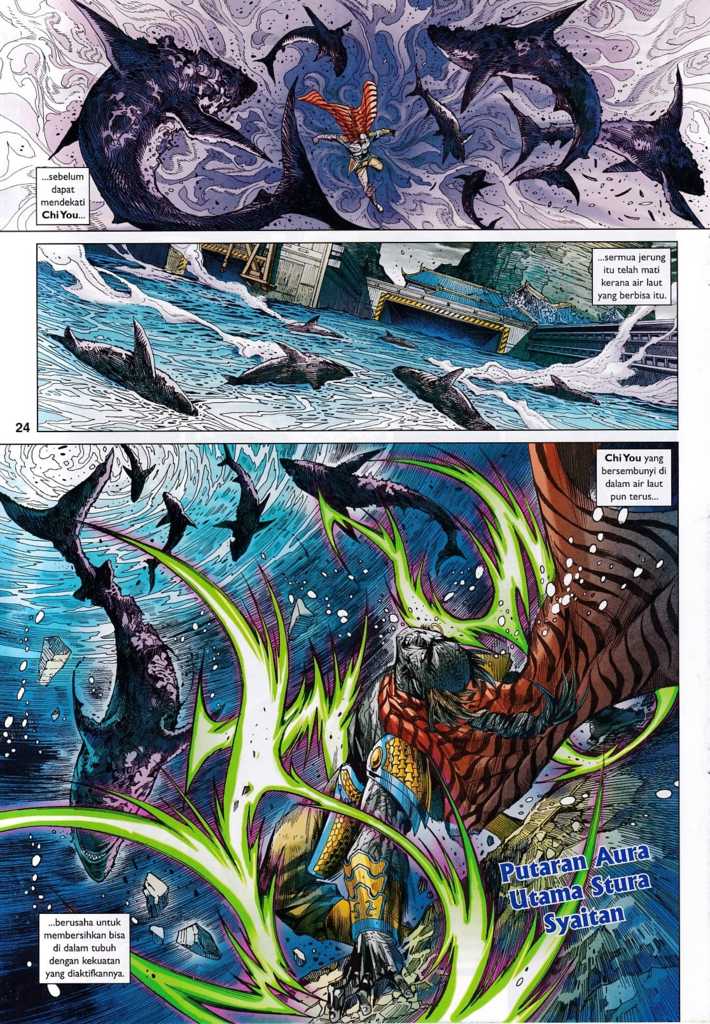 ...sebelum
dapat
mendekati
Chi You...
...sermua jerung
itu telah mati
kerana air laut
yang berbisa itu.
24
Chi You yang
bersembunyi di
dalam air laut
pun terus...
Putaran Aura
Utama Stura
Syaitan
...berusaha untuk
membersihkan bisa
di dalam tubuh
dengan kekuatan
yang diaktifkannya.